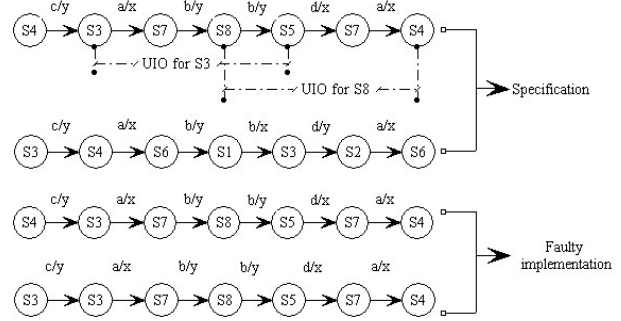 c/y a/x b/y b/y d/x a/x
S4 S3 S7 S8 S5 S7 S4
UIO for S3
UIO for S8
Specification
c/y a/x b/y b/x d/y a/x
S3 S4 S6 S1 S3 S2 S6
c/y a/x b/y b/y d/x a/x
S4 S3 S7 S8 S5 S7 S4
Faulty
implementation
c/y a/x b/y b/y d/x a/x
S3 S3 S7 S8 S5 S7 S4